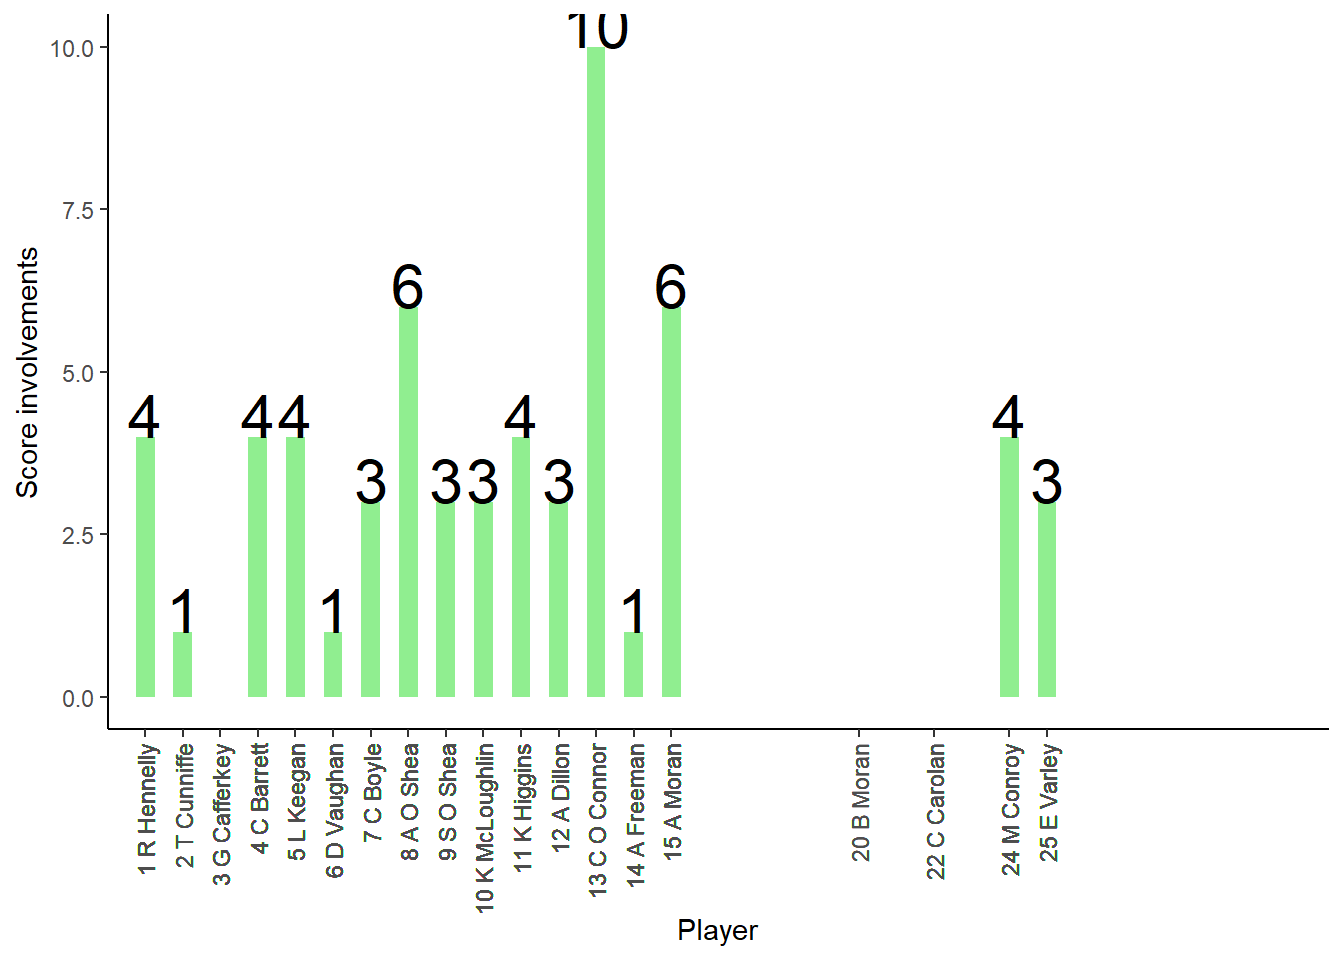 10.0
7.5
5.0
2.5
0.0
Score involvements
4
1
4
4
1
3
6
3
3
4
3
10
1
6
4
3
1 R Hennelly
2 T Cunniffe
3 G Cafferkey
4 C Barrett
5 L Keegan
6 D Vaughan
7 C Boyle
8 A O Shea
9 S O Shea
10 K McLoughlin
11 K Higgins
12 A Dillon
13 C O Connor
14 A Freeman
15 A Moran
20 B Moran
22 C Carolan
24 M Conroy
25 E Varley
Player